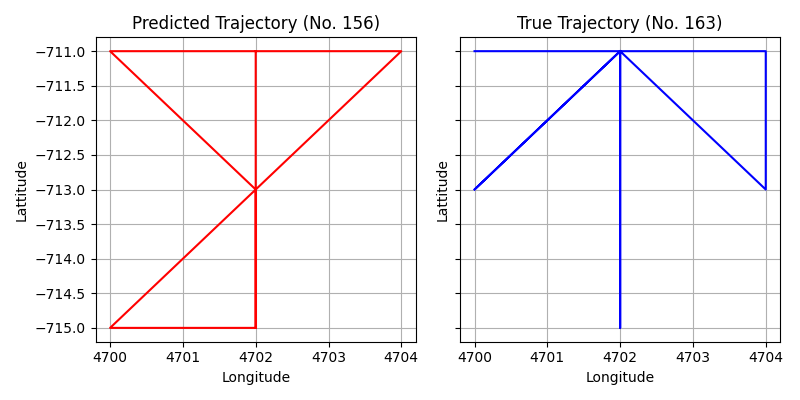 Predicted Trajectory (No. 156)
True Trajectory (No. 163)
−711.0
−711.5
−712.0
−712.5
−713.0
−713.5
−714.0
−714.5
−715.0
Lattitude
Lattitude
4700 4701 4702 4703 4704
4700 4701 4702 4703 4704
Longitude
Longitude